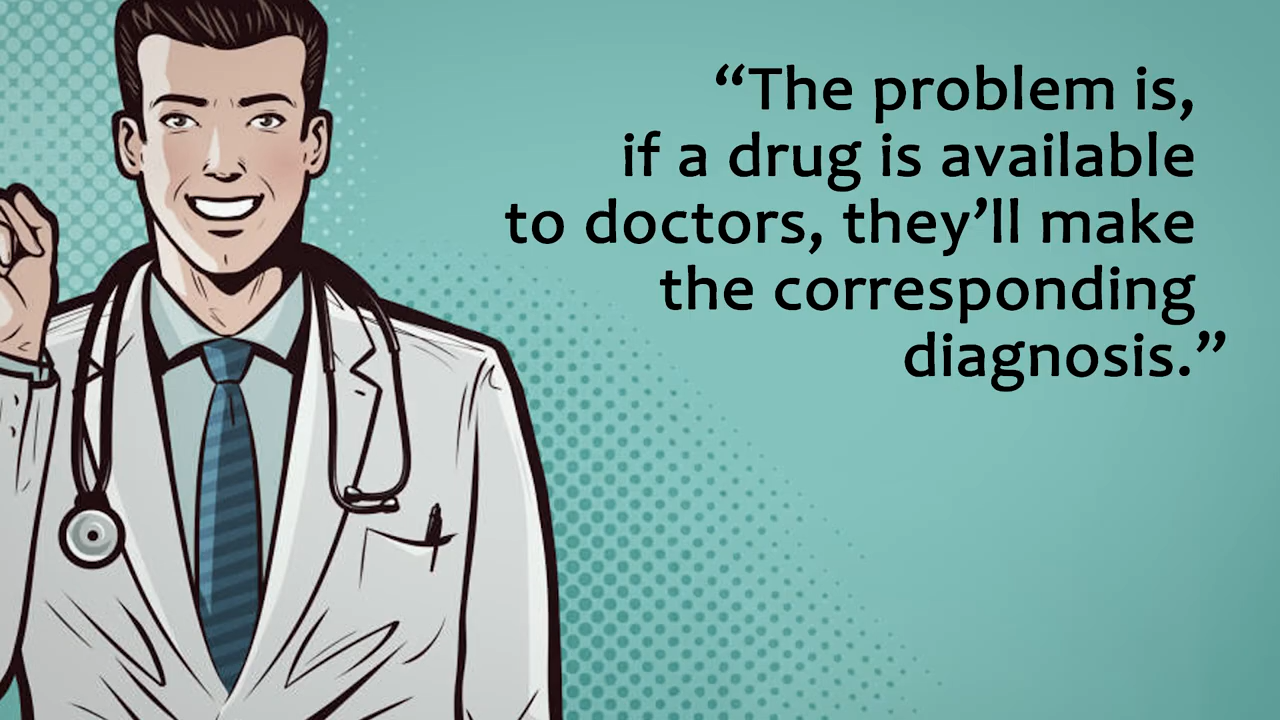 “The problem is,
if a drug is available
to doctors, they’ll make
the corresponding
diagnosis.”